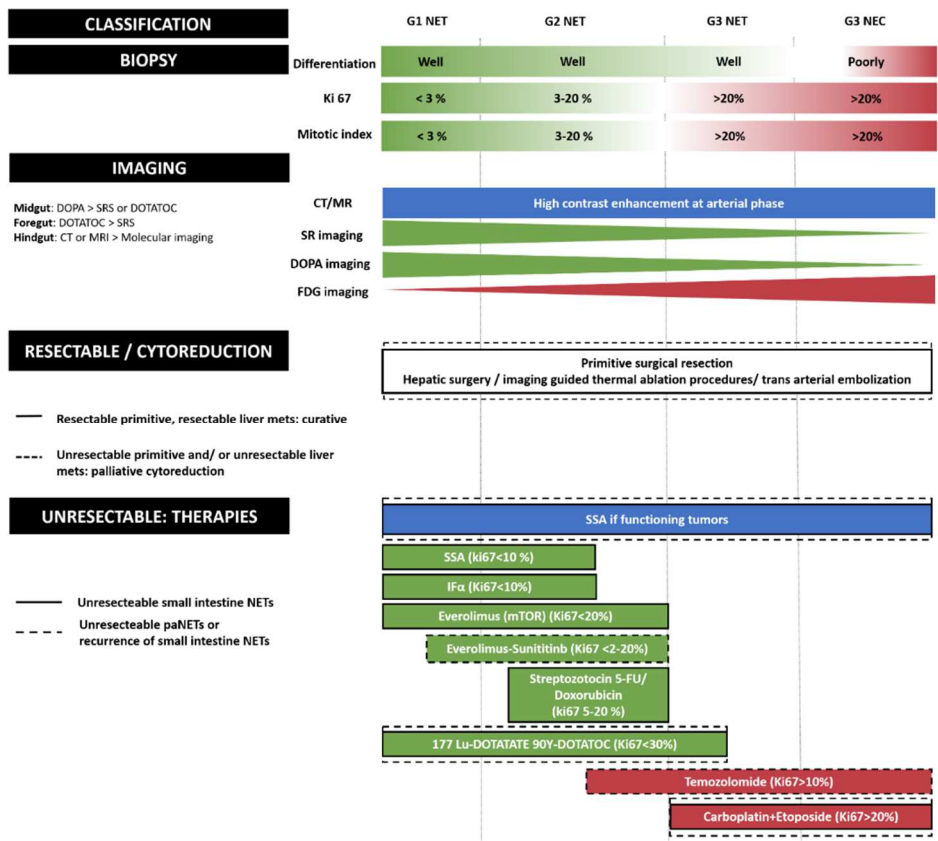 CLASSIFICATION
G1 NET G2 NET G3 NET G3 NEC
BIOPSY
Differentiation Well Well Well Poorly
Ki 67 < 3 % 3-20 % >20% >20%
Mitotic index < 3 % 3-20 % >20% >20%
IMAGING
Midgut: DOPA > SRS or DOTATOC
Foregut: DOTATOC > SRS
Hindgut: CT or MRI > Molecular imaging
CT/MR High contrast enhancement at arterial phase
SR imaging
DOPA imaging
FDG imaging
RESECTABLE / CYTOREDUCTION
Primitive surgical resection
Hepatic surgery / imaging guided thermal ablation procedures/ trans arterial embolization
Resectable primitive, resectable liver mets: curative
Unresectable primitive and/ or unresectable liver
mets: palliative cytoreduction
UNRESECTABLE: THERAPIES
SSA if functioning tumors
SSA (ki67<10 %)
IFα (Ki67<10%)
Everolimus (mTOR) (Ki67<20%)
Unresecteable small intestine NETs
Unresecteable paNETs or
recurrence of small intestine NETs
Everolimus-Sunititinb (Ki67 <2-20%)
Streptozotocin 5-FU/
Doxorubicin
(ki67 5-20 %)
177 Lu-DOTATATE 90Y-DOTATOC (Ki67<30%)
Temozolomide (Ki67>10%)
Carboplatin+Etoposide (Ki67>20%)